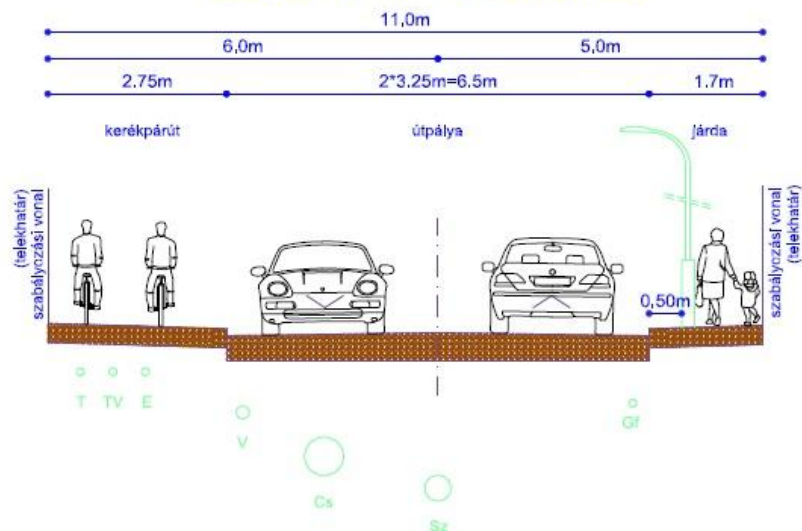 11,0m
6,0m 5,0m
2.75m 2*3.25m=6.5m 1.7m
kerékpárút útpálya járda
szabályozási vonal
(telekhatár)
szabályozási vonal
(telekhatár)
0,50m
T TV E
V
Gf
Cs
Sz